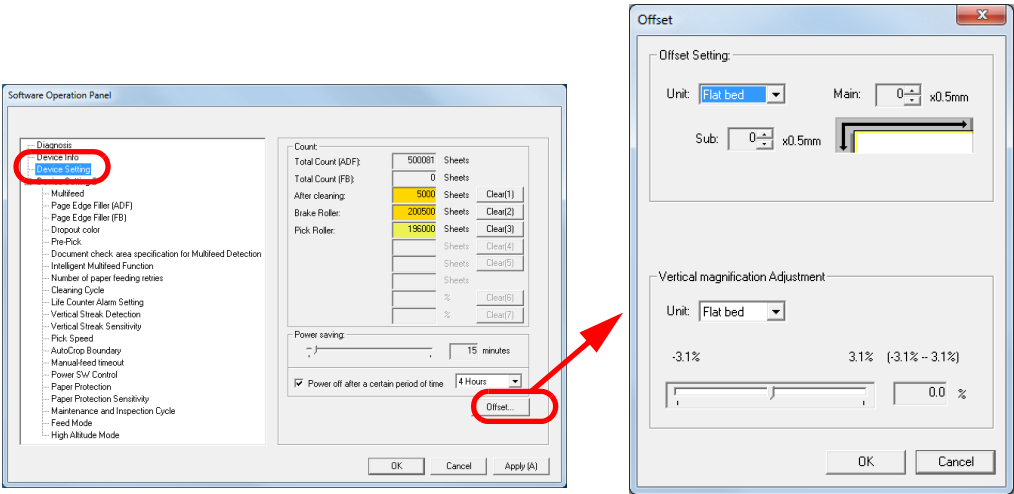 Software Operation Panel
Diagnosis
Device Info
Device Setting
Device Setting 2
Multifeed
Page Edge Filler (ADF)
Page Edge Filler (FB)
Dropout color
Pre-Pick
Document check area specification for Multifeed Detection
Intelligent Multifeed Function
Number of paper feeding retries
Cleaning Cycle
Life Counter Alarm Setting
Vertical Streak Detection
Vertical Streak Sensitivity
Pick Speed
AutoCrop Boundary
Manual-feed timeout
Power SW Control
Paper Protection
Paper Protection Sensitivity
Maintenance and Inspection Cycle
Feed Mode
High Altitude Mode
Count:
Total Count (ADF): 500081 Sheets
Total Count (FB): 0 Sheets
After cleaning: 5000 Sheets Clear(1)
Brake Roller: 200500 Sheets Clear(2)
Pick Roller: 196000 Sheets Clear(3)
Sheets Clear(4)
Sheets Clear(5)
Sheets
% Clear(6)
% Clear(7)
Power saving:
15 minutes
Power off after a certain period of time 4 Hours
Offset...
OK Cancel Apply (A)
Offset
Offset Setting:
Unit: Flat bed Main: 0 x0.5mm
Sub: 0 x0.5mm
Vertical magnification Adjustment
Unit: Flat bed
-3.1% 3.1% (-3.1% -- 3.1%)
0.0 %
OK Cancel